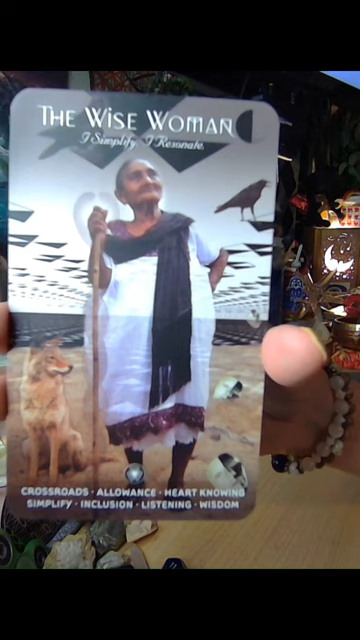 THE WISE WOMAN
I Simplify. I Resonate.
CROSSROADS · ALLOWANCE · HEART KNOWING
SIMPLIFY · INCLUSION · LISTENING · WISDOM